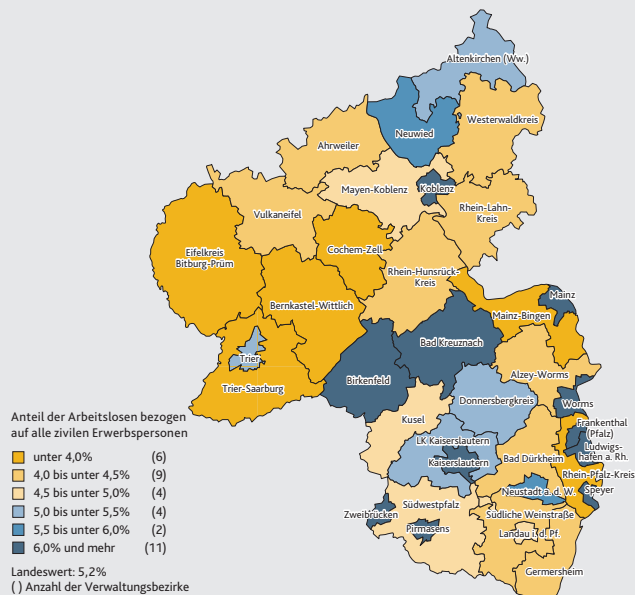 Altenkirchen (Ww.)
Neuwied
Westerwaldkreis
Ahrweiler
Mayen-Koblenz
Koblenz
Rhein-Lahn-
Kreis
Vulkaneifel
Cochem-Zell
Eifelkreis
Bitburg-Prüm
Rhein-Hunsrück-
Kreis
Bernkastel-Wittlich
Mainz
Mainz-Bingen
Bad Kreuznach
Trier
Trier-Saarburg
Birkenfeld
Alzey-Worms
Donnersbergkreis
Worms
Kusel
Frankenthal
(Pfalz)
LK Kaiserslautern
Ludwigs-
hafen a. Rh.
Kaiserslautern
Bad Dürkheim
Rhein-Pfalz-Kreis
Neustadt a. d. W.
Speyer
Südwestpfalz
Zweibrücken
Südliche Weinstraße
Pirmasens
Landau i. d. Pf.
Germersheim
Anteil der Arbeitslosen bezogen
auf alle zivilen Erwerbspersonen
unter 4,0% (6)
4,0 bis unter 4,5% (9)
4,5 bis unter 5,0% (4)
5,0 bis unter 5,5% (4)
5,5 bis unter 6,0% (2)
6,0% und mehr (11)
Landeswert: 5,2%
( ) Anzahl der Verwaltungsbezirke